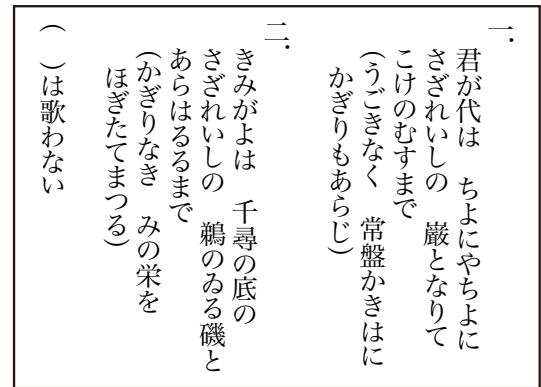 一．
君が代は　ちよにやちよに
さざれいしの　巌となりて
こけのむすまで
（うごきなく　常盤かきはに
かぎりもあらじ）
二．
きみがよは　千尋の底の
さざれいしの　鵜のゐる磯と
あらはるるまで
（かぎりなき　みの栄を
ほぎたてまつる）
（　）は歌わない